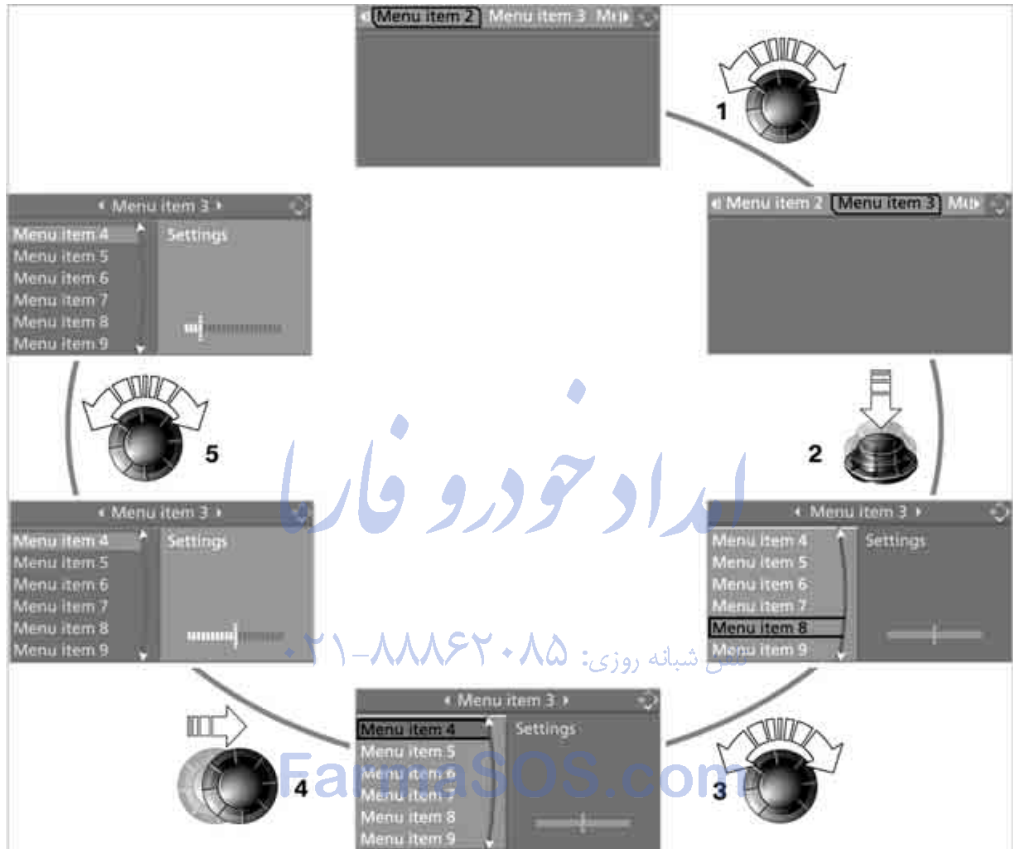 Menu item 2 Menu item 3
1
Menu item 3
Menu item 4
Menu item 5
Menu item 6
Menu item 7
Menu item 8
Menu item 9
Settings
Menu item 2 Menu item 3
5
2
امداد خودرو فارسا
Menu item 3
Menu item 4
Menu item 5
Menu item 6
Menu item 7
Menu item 8
Menu item 9
Settings
Menu item 3
Menu item 4
Menu item 5
Menu item 6
Menu item 7
Menu item 8
Menu item 9
Settings
تلفن شبانه روزی: ۰۲۱-۸۸۸۶۲۰۸۵
Menu item 3
Menu item 4
Menu item 5
Menu item 6
Menu item 7
Menu item 8
Menu item 9
Settings
4
3
FarmaSOS.com